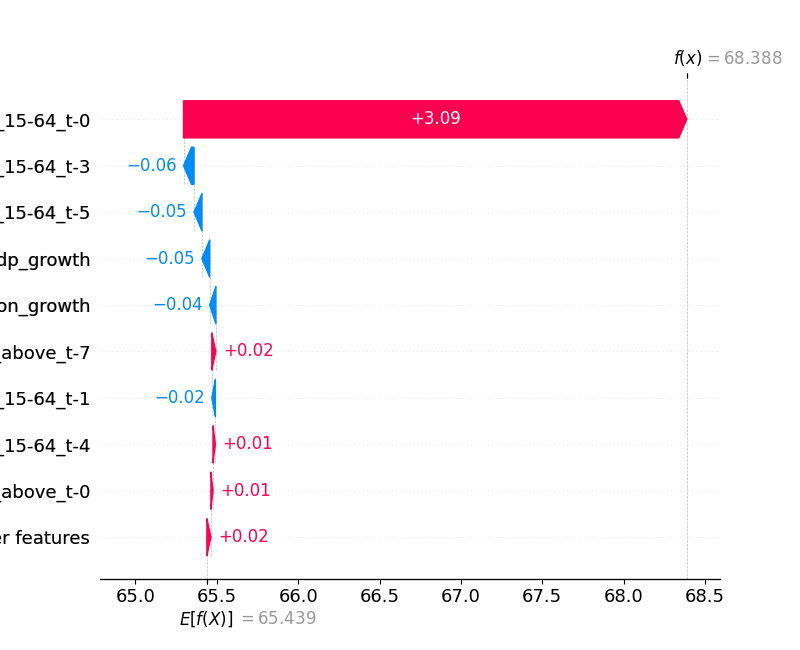 f(x) = 68.388
_15-64_t-0
+3.09
_15-64_t-3
−0.06
_15-64_t-5
−0.05
dp_growth
−0.05
on_growth
−0.04
above_t-7
+0.02
_15-64_t-1
−0.02
_15-64_t-4
+0.01
above_t-0
+0.01
er features
+0.02
65.0 65.5 66.0 66.5 67.0 67.5 68.0 68.5
E[f(X)] = 65.439